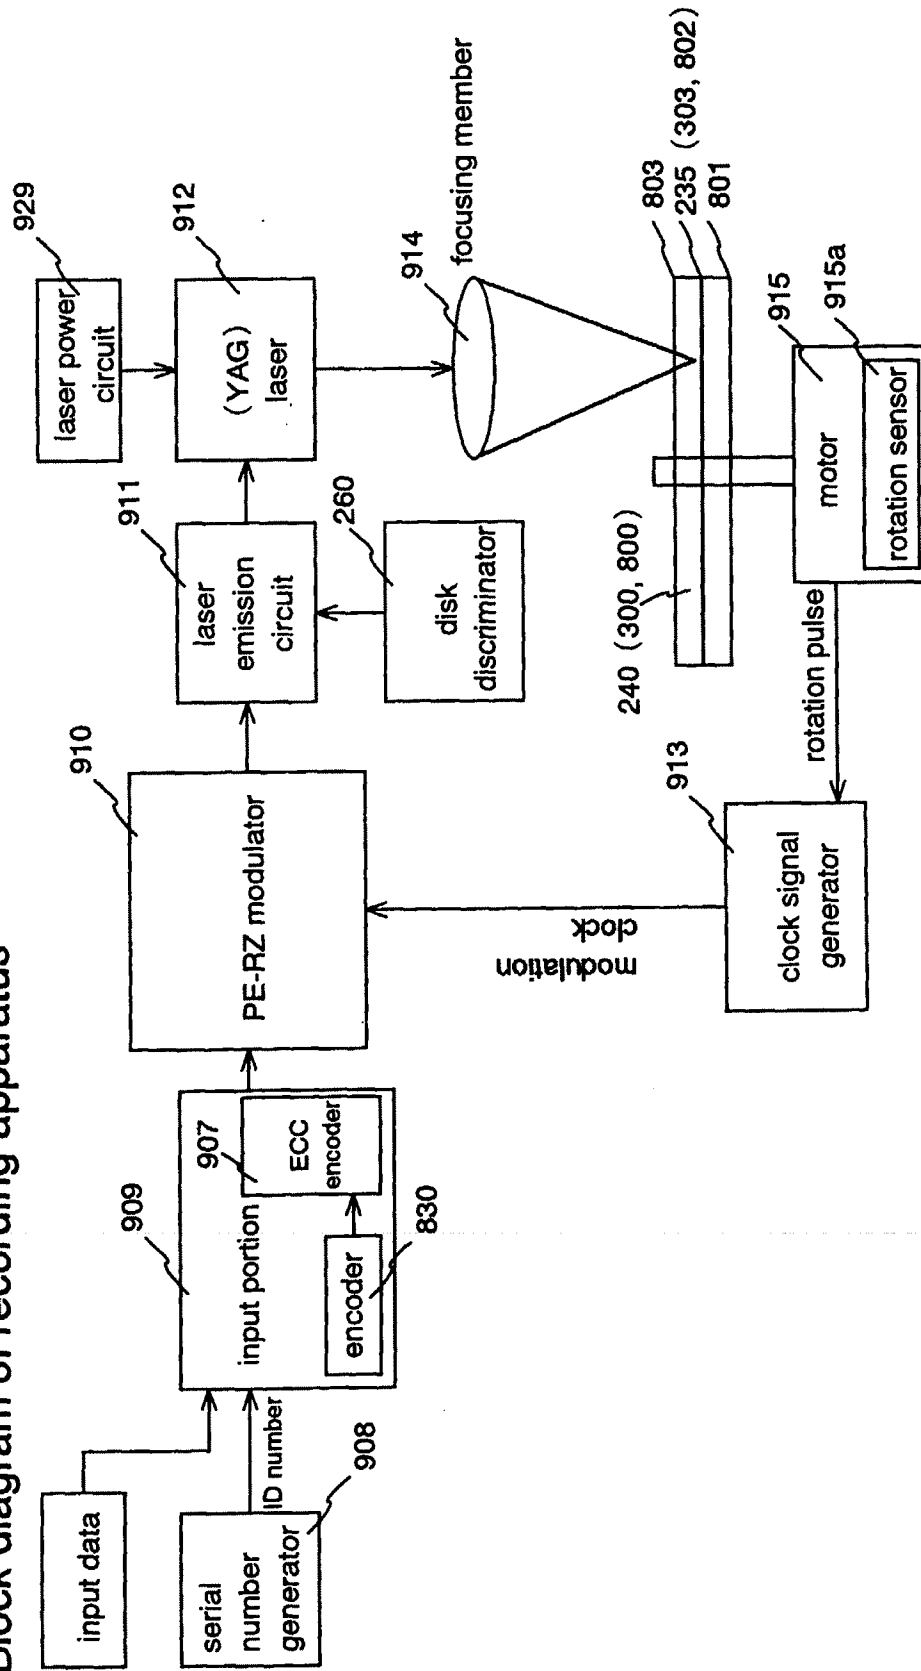 Block diagram of recording apparatus
input data
serial
number
generator
908
ID number
909
input portion
907
ECC
encoder
encoder
830
910
PE-RZ modulator
modulation
clock
913
clock signal
generator
rotation pulse
911
laser
emission
circuit
260
disk
discriminator
929
laser power
circuit
912
(YAG)
laser
914
focusing member
240 (300, 800)
803
235 (303, 802)
801
915
motor
915a
rotation sensor